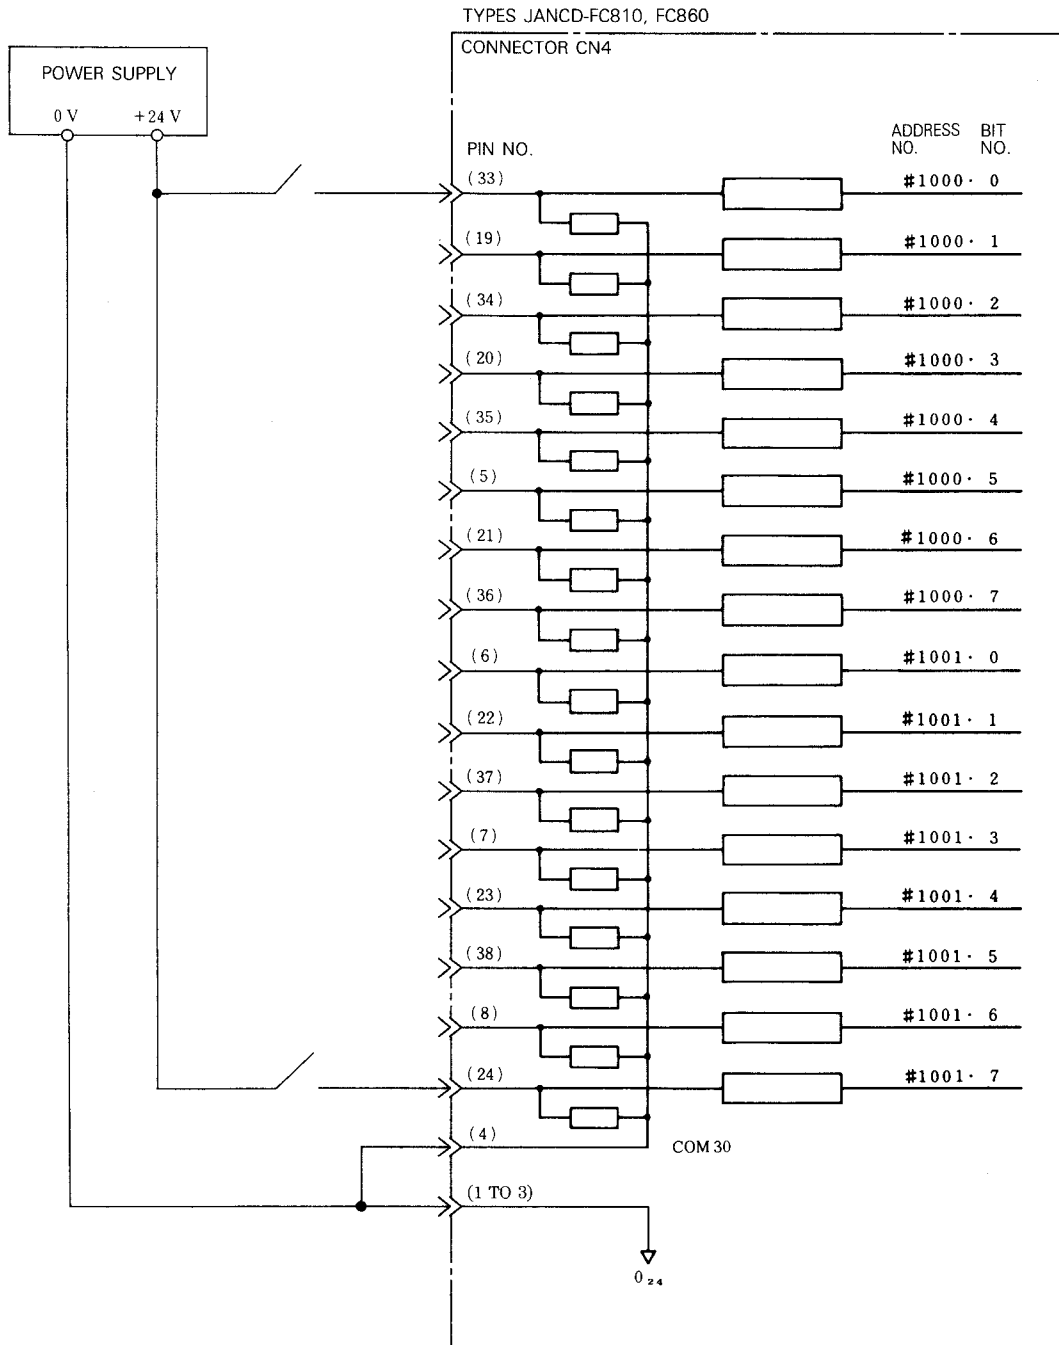 TYPES JANCD-FC810, FC860
CONNECTOR CN4
POWER SUPPLY
0 V +24 V
PIN NO. ADDRESS NO. BIT NO.
(33) #1000· 0
(19) #1000· 1
(34) #1000· 2
(20) #1000· 3
(35) #1000· 4
(5) #1000· 5
(21) #1000· 6
(36) #1000· 7
(6) #1001· 0
(22) #1001· 1
(37) #1001· 2
(7) #1001· 3
(23) #1001· 4
(38) #1001· 5
(8) #1001· 6
(24) #1001· 7
(4) COM 30
(1 TO 3)
0 24